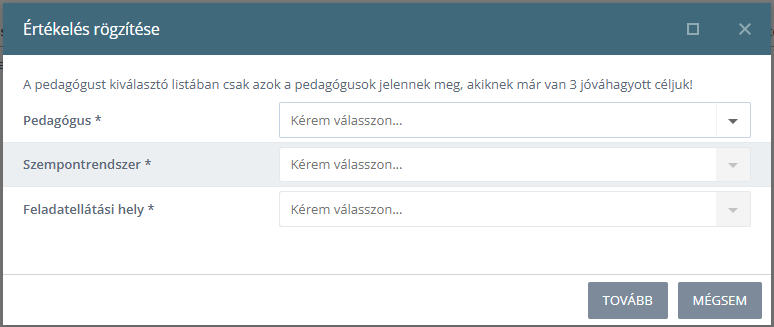 Értékelés rögzítése
A pedagógust kiválasztó listában csak azok a pedagógusok jelennek meg, akiknek már van 3 jóváhagyott céljuk!
Pedagógus * Kérem válasszon...
Szempontrendszer * Kérem válasszon...
Feladatellátási hely * Kérem válasszon...
TOVÁBB MÉGSEM